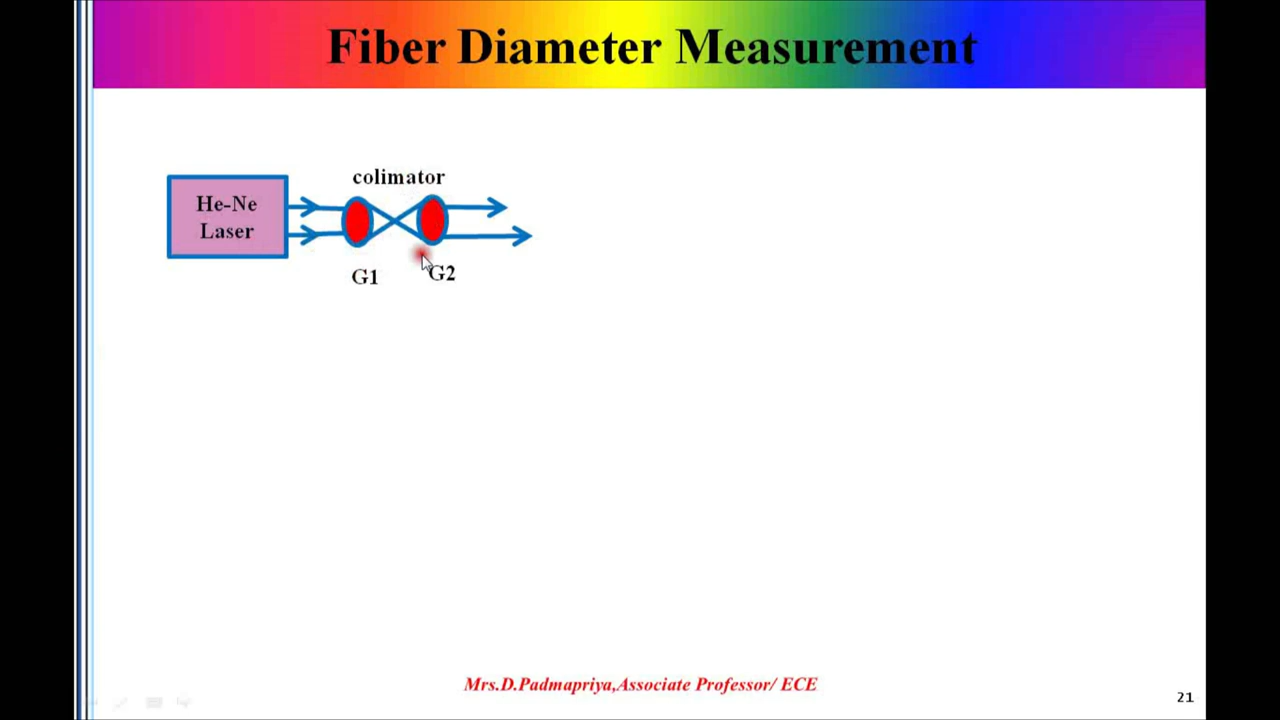 Fiber Diameter Measurement
colimator
He-Ne
Laser
G1
G2
Mrs.D.Padmapriya,Associate Professor/ ECE
21